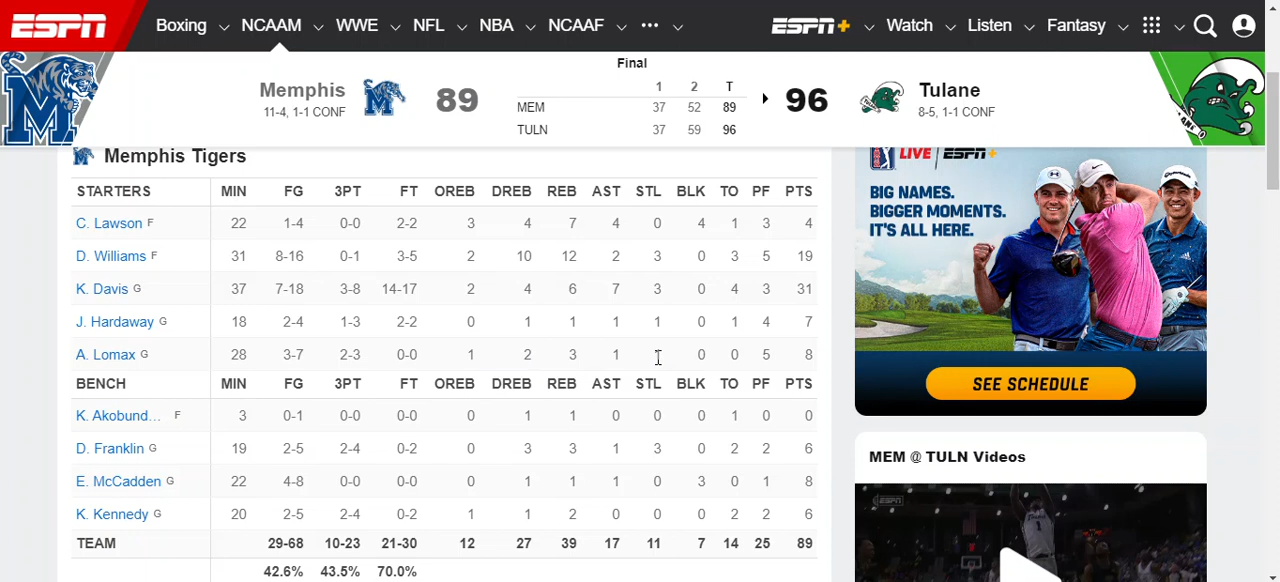 ESPN Boxing NCAAM WWE NFL NBA NCAAF ••• ESPN+ Watch Listen Fantasy
Final
Memphis
11-4, 1-1 CONF
M
89
1 2 T
MEM 37 52 89
TULN 37 59 96
96
Tulane
8-5, 1-1 CONF
M
Memphis Tigers
STARTERS MIN FG 3PT FT OREB DREB REB AST STL BLK TO PF PTS
C. Lawson F 22 1-4 0-0 2-2 3 4 7 4 0 4 1 3 4
D. Williams F 31 8-16 0-1 3-5 2 10 12 2 3 0 3 5 19
K. Davis G 37 7-18 3-8 14-17 2 4 6 7 3 0 4 3 31
J. Hardaway G 18 2-4 1-3 2-2 0 1 1 1 1 0 1 4 7
A. Lomax G 28 3-7 2-3 0-0 1 2 3 1 0 0 5 8
BENCH MIN FG 3PT FT OREB DREB REB AST STL BLK TO PF PTS
K. Akobund... F 3 0-1 0-0 0-0 0 1 1 0 0 0 1 0 0
D. Franklin G 19 2-5 2-4 0-2 0 3 3 1 3 0 2 2 6
E. McCadden G 22 4-8 0-0 0-0 0 1 1 1 0 3 0 1 8
K. Kennedy G 20 2-5 2-4 0-2 1 1 2 0 0 0 2 2 6
TEAM 29-68 10-23 21-30 12 27 39 17 11 7 14 25 89
42.6% 43.5% 70.0%
LIVE ESPN+
BIG NAMES.
BIGGER MOMENTS.
IT'S ALL HERE.
SEE SCHEDULE
MEM @ TULN Videos
ESPN
1